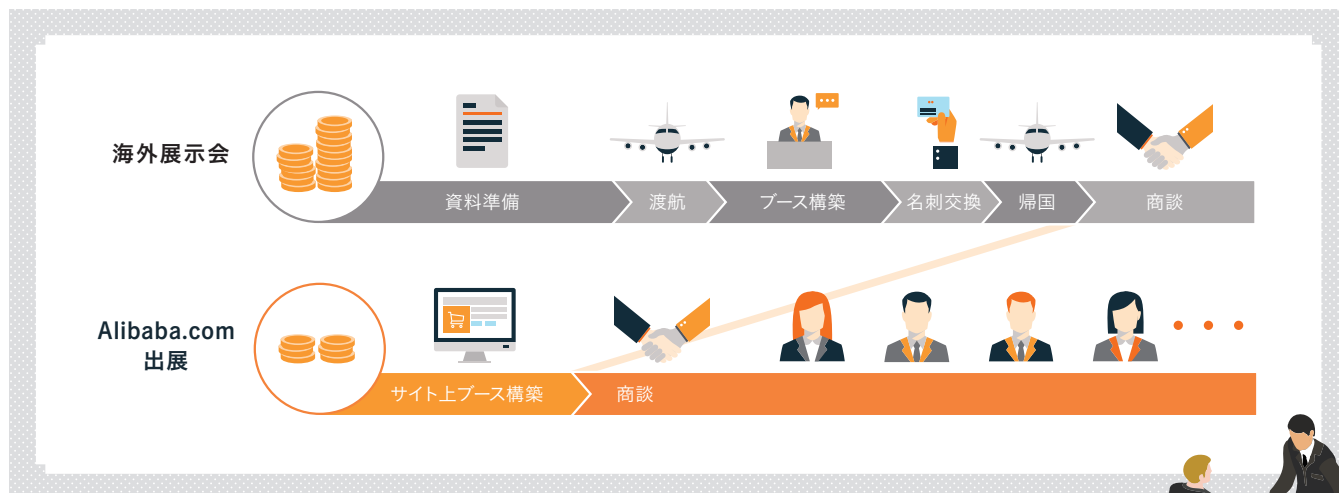 海外展示会
資料準備
渡航
ブース構築
名刺交換
帰国
商談
Alibaba.com
出展
サイト上ブース構築
商談